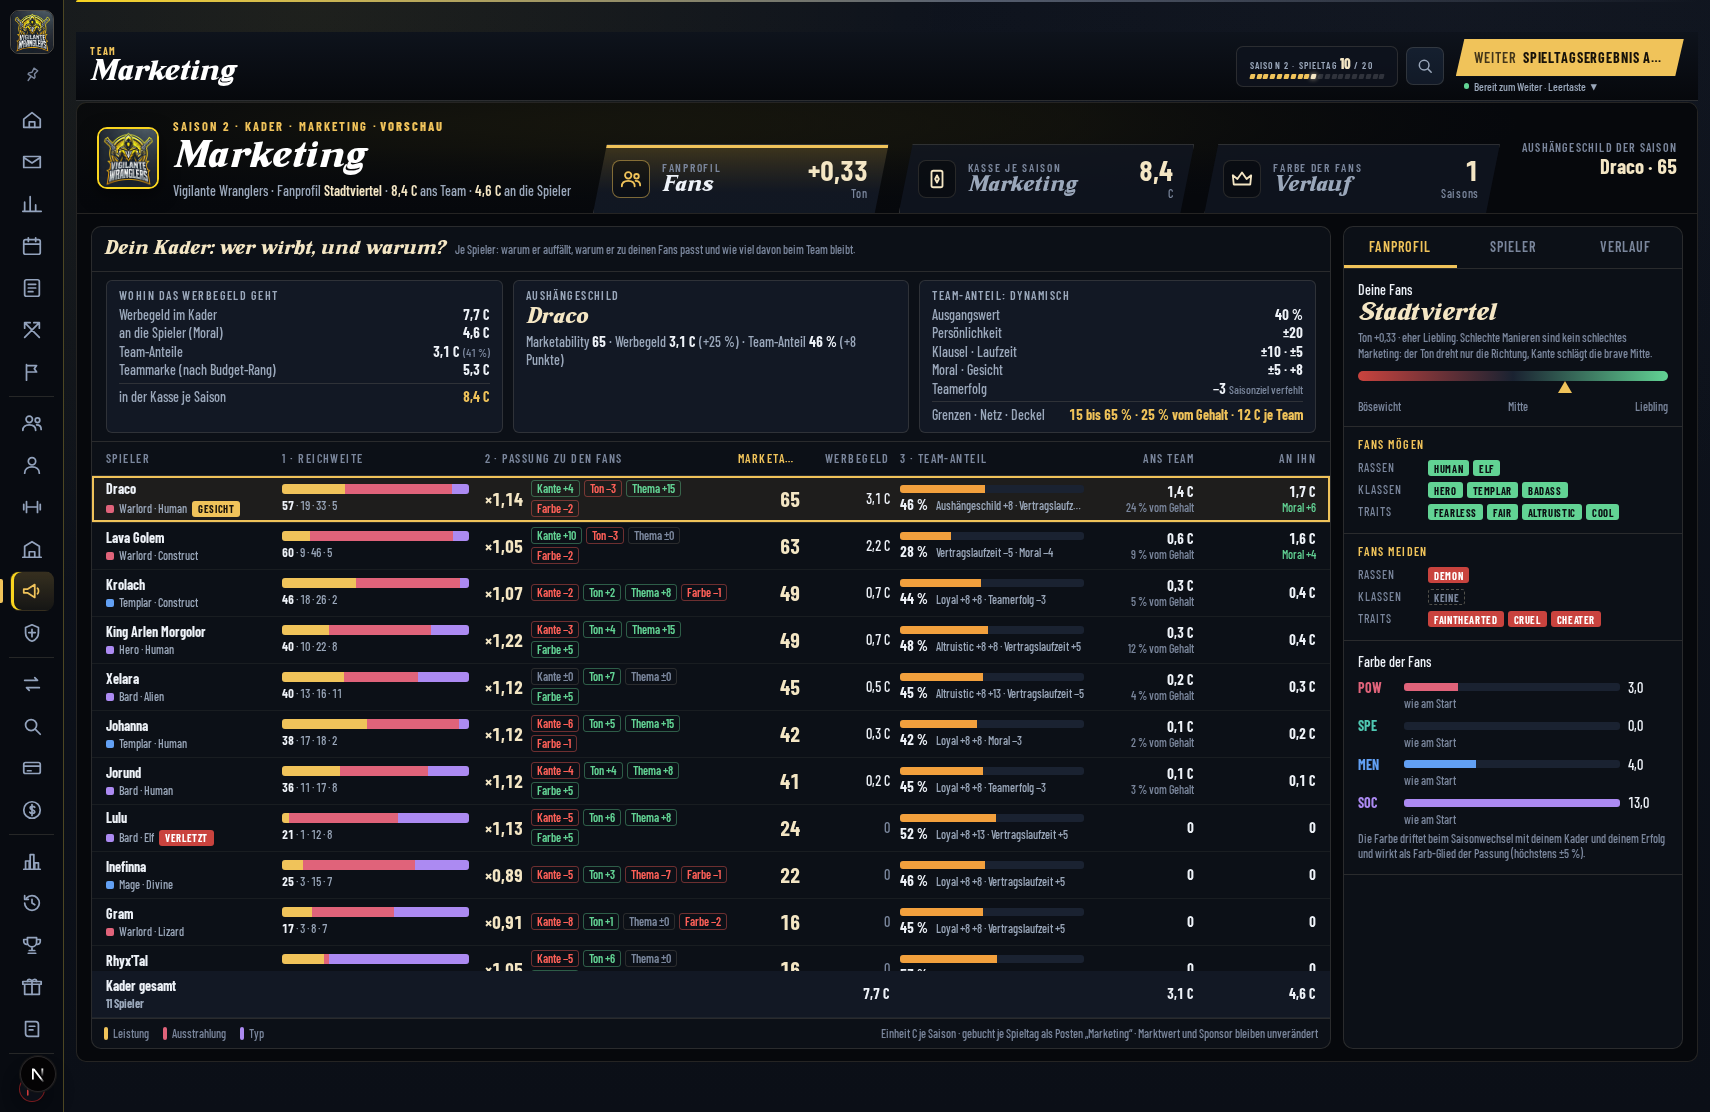 TEAM
Marketing
SAISON 2 · SPIELTAG 10 / 20
WEITER SPIELTAGSERGEBNIS A...
Bereit zum Weiter · Leertaste ▼
SAISON 2 · KADER · MARKETING · VORSCHAU
Marketing
Vigilante Wranglers · Fanprofil Stadtviertel · 8,4 C ans Team · 4,6 C an die Spieler
FANPROFIL
Fans
+0,33
Ton
KASSE JE SAISON
Marketing
8,4
C
FARBE DER FANS
Verlauf
1
Saisons
AUSHÄNGESCHILD DER SAISON
Draco · 65
Dein Kader: wer wirbt, und warum? Je Spieler: warum er auffällt, warum er zu deinen Fans passt und wie viel davon beim Team bleibt.
WOHIN DAS WERBEGELD GEHT
Werbegeld im Kader 7,7 C
an die Spieler (Moral) 4,6 C
Team-Anteile 3,1 C (41 %)
Teammarke (nach Budget-Rang) 5,3 C
in der Kasse je Saison 8,4 C
AUSHÄNGESCHILD
Draco
Marketability 65 · Werbegeld 3,1 C (+25 %) · Team-Anteil 46 % (+8
Punkte)
TEAM-ANTEIL: DYNAMISCH
Ausgangswert 40 %
Persönlichkeit ±20
Klausel · Laufzeit ±10 · ±5
Moral · Gesicht ±5 · +8
Teamerfolg −3 Saisonziel verfehlt
Grenzen · Netz · Deckel 15 bis 65 % · 25 % vom Gehalt · 12 C je Team
SPIELER 1 · REICHWEITE 2 · PASSUNG ZU DEN FANS MARKETA... WERBEGELD 3 · TEAM-ANTEIL ANS TEAM AN IHN
Draco
Warlord · Human GESICHT
57 · 19 · 33 · 5
×1,14 Kante +4 Ton −3 Thema +15
Farbe −2
65 3,1 C
46 % Aushängeschild +8 · Vertragslaufz...
1,4 C
24 % vom Gehalt
1,7 C
Moral +6
Lava Golem
Warlord · Construct
60 · 9 · 46 · 5
×1,05 Kante +10 Ton −3 Thema ±0
Farbe −2
63 2,2 C
28 % Vertragslaufzeit −5 · Moral −4
0,6 C
9 % vom Gehalt
1,6 C
Moral +4
Krolach
Templar · Construct
46 · 18 · 26 · 2
×1,07 Kante −2 Ton +2 Thema +8 Farbe −1
49 0,7 C
44 % Loyal +8 +8 · Teamerfolg −3
0,3 C
5 % vom Gehalt
0,4 C
King Arlen Morgolor
Hero · Human
40 · 10 · 22 · 8
×1,22 Kante −3 Ton +4 Thema +15
Farbe +5
49 0,7 C
48 % Altruistic +8 +8 · Vertragslaufzeit +5
0,3 C
12 % vom Gehalt
0,4 C
Xelara
Bard · Alien
40 · 13 · 16 · 11
×1,12 Kante ±0 Ton +7 Thema ±0
Farbe +5
45 0,5 C
45 % Altruistic +8 +13 · Vertragslaufzeit −5
0,2 C
4 % vom Gehalt
0,3 C
Johanna
Templar · Human
38 · 17 · 18 · 2
×1,12 Kante −6 Ton +5 Thema +15
Farbe −1
42 0,3 C
42 % Loyal +8 +8 · Moral −3
0,1 C
2 % vom Gehalt
0,2 C
Jorund
Bard · Human
36 · 11 · 17 · 8
×1,12 Kante −4 Ton +4 Thema +8
Farbe +5
41 0,2 C
45 % Loyal +8 +8 · Teamerfolg −3
0,1 C
3 % vom Gehalt
0,1 C
Lulu
Bard · Elf VERLETZT
21 · 1 · 12 · 8
×1,13 Kante −5 Ton +6 Thema +8
Farbe +5
24 0
52 % Loyal +8 +13 · Vertragslaufzeit +5
0 0
Inefinna
Mage · Divine
25 · 3 · 15 · 7
×0,89 Kante −5 Ton +3 Thema −7 Farbe −1
22 0
46 % Loyal +8 +8 · Vertragslaufzeit +5
0 0
Gram
Warlord · Lizard
17 · 3 · 8 · 7
×0,91 Kante −8 Ton +1 Thema ±0 Farbe −2
16 0
45 % Loyal +8 +8 · Vertragslaufzeit +5
0 0
Rhyx'Tal
×1,05 Kante −5 Ton +6 Thema ±0
16 0
0 0
Kader gesamt
11 Spieler
7,7 C 3,1 C 4,6 C
Leistung Ausstrahlung Typ
Einheit C je Saison · gebucht je Spieltag als Posten „Marketing“ · Marktwert und Sponsor bleiben unverändert
FANPROFIL SPIELER VERLAUF
Deine Fans
Stadtviertel
Ton +0,33 · eher Liebling. Schlechte Manieren sind kein schlechtes
Marketing: der Ton dreht nur die Richtung, Kante schlägt die brave Mitte.
Bösewicht Mitte Liebling
FANS MÖGEN
RASSEN HUMAN ELF
KLASSEN HERO TEMPLAR BADASS
TRAITS FEARLESS FAIR ALTRUISTIC COOL
FANS MEIDEN
RASSEN DEMON
KLASSEN KEINE
TRAITS FAINTHEARTED CRUEL CHEATER
Farbe der Fans
POW 3,0
wie am Start
SPE 0,0
wie am Start
MEN 4,0
wie am Start
SOC 13,0
wie am Start
Die Farbe driftet beim Saisonwechsel mit deinem Kader und deinem Erfolg
und wirkt als Farb-Glied der Passung (höchstens ±5 %).
VIGILANTE
WRANGLERS
N